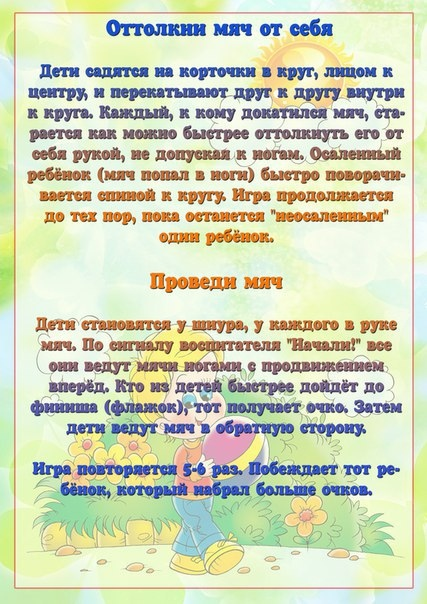 Оттолкни мяч от себя
Дети садятся на корточки в круг, лицом к
центру, и перекатывают друг к другу внутри
к круга. Каждый, к кому докатился мяч, ста-
рается как можно быстрее оттолкнуть его от
себя рукой, не допуская к ногам. Осаленный
ребёнок (мяч попал в ноги) быстро поворачи-
вается спиной к кругу. Игра продолжается
до тех пор, пока останется "неосаленным"
один ребёнок.
Проведи мяч
Дети становятся у шнура, у каждого в руке
мяч. По сигналу воспитателя "Начали!" все
они ведут мячи ногами с продвижением
вперёд. Кто из детей быстрее дойдёт до
финиша (флажок), тот получает очко. Затем
дети ведут мяч в обратную сторону.
Игра повторяется 5-6 раз. Побеждает тот ре-
бёнок, который набрал больше очков.